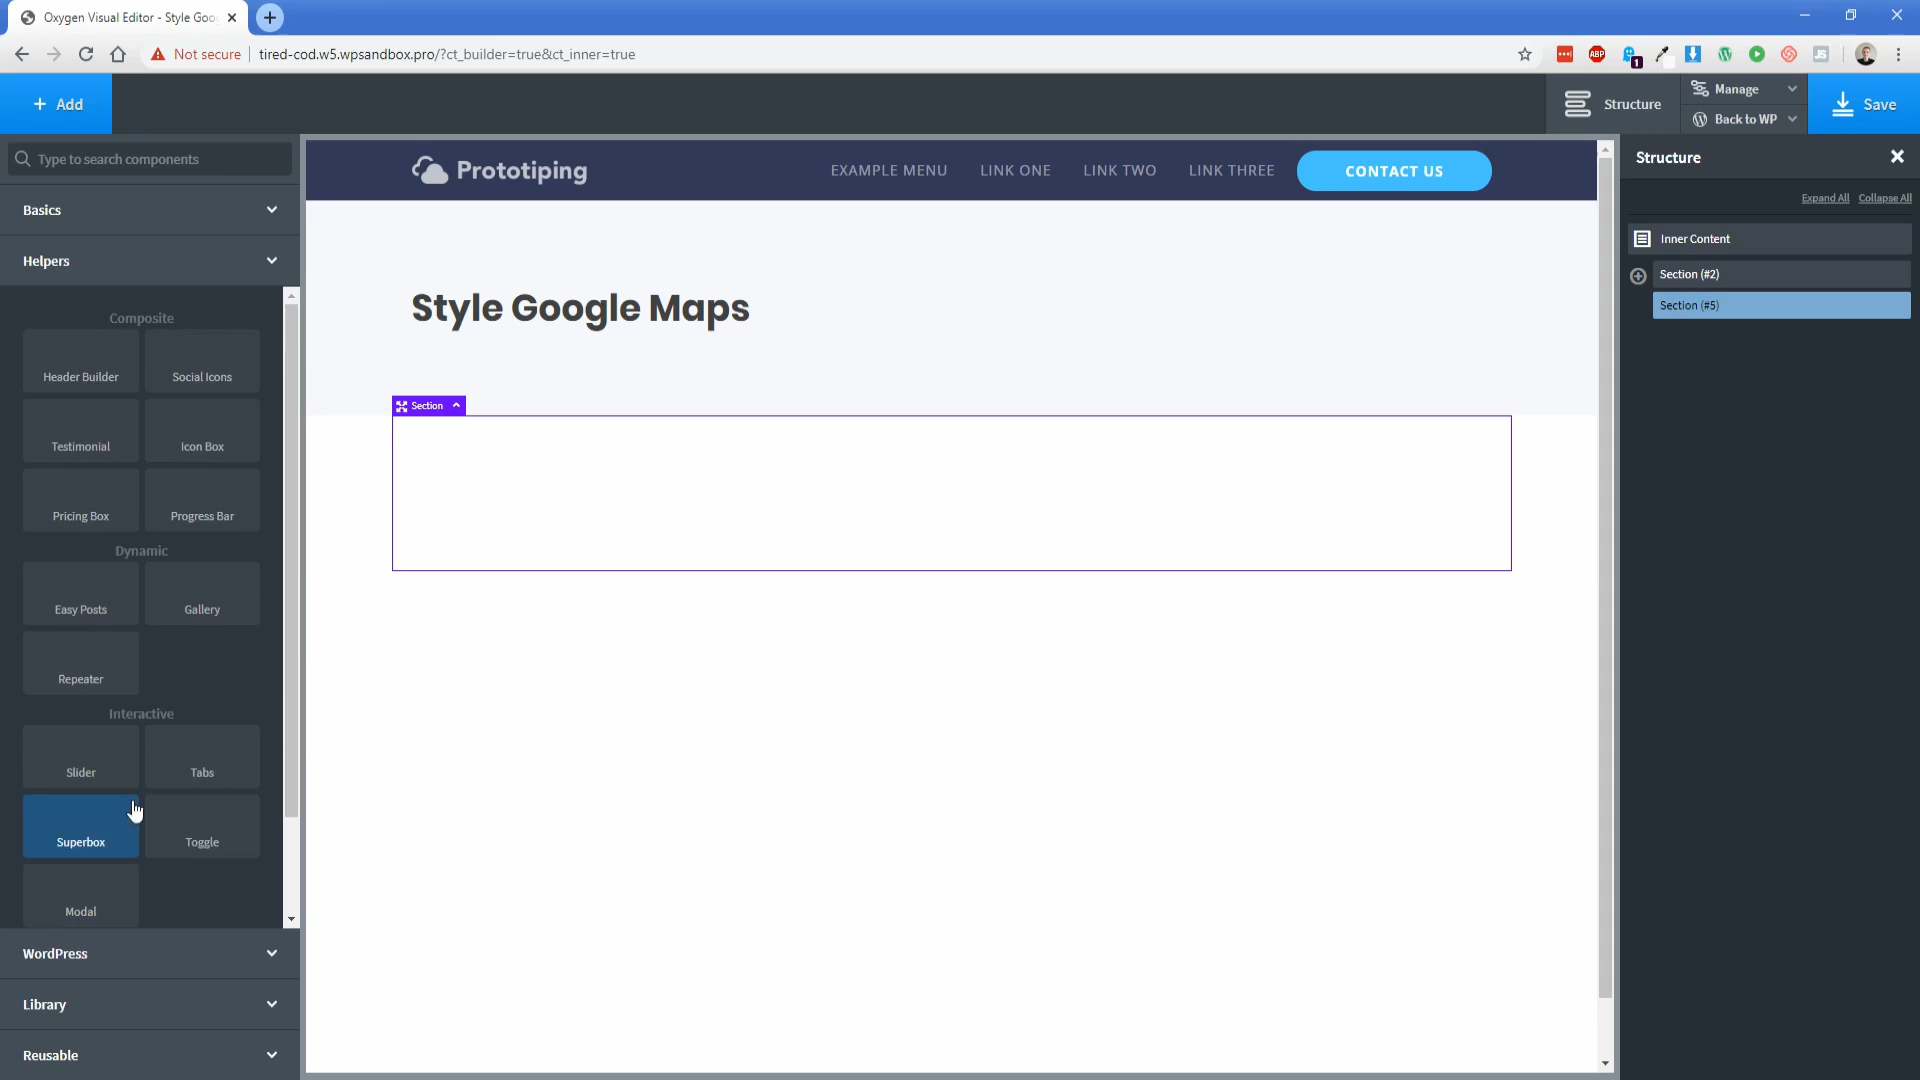 Oxygen Visual Editor - Style Goo
Not secure
tired-cod.w5.wpsandbox.pro/?ct_builder=true&ct_inner=true
ABP
1
JS
+ Add
Structure
Manage
Back to WP
Save
Type to search components
Basics
Helpers
Composite
Header Builder
Social Icons
Testimonial
Icon Box
Pricing Box
Progress Bar
Dynamic
Easy Posts
Gallery
Repeater
Interactive
Slider
Tabs
Superbox
Toggle
Modal
WordPress
Library
Reusable
Prototiping
EXAMPLE MENU
LINK ONE
LINK TWO
LINK THREE
CONTACT US
Style Google Maps
Section
Structure
Expand All
Collapse All
Inner Content
Section (#2)
Section (#5)